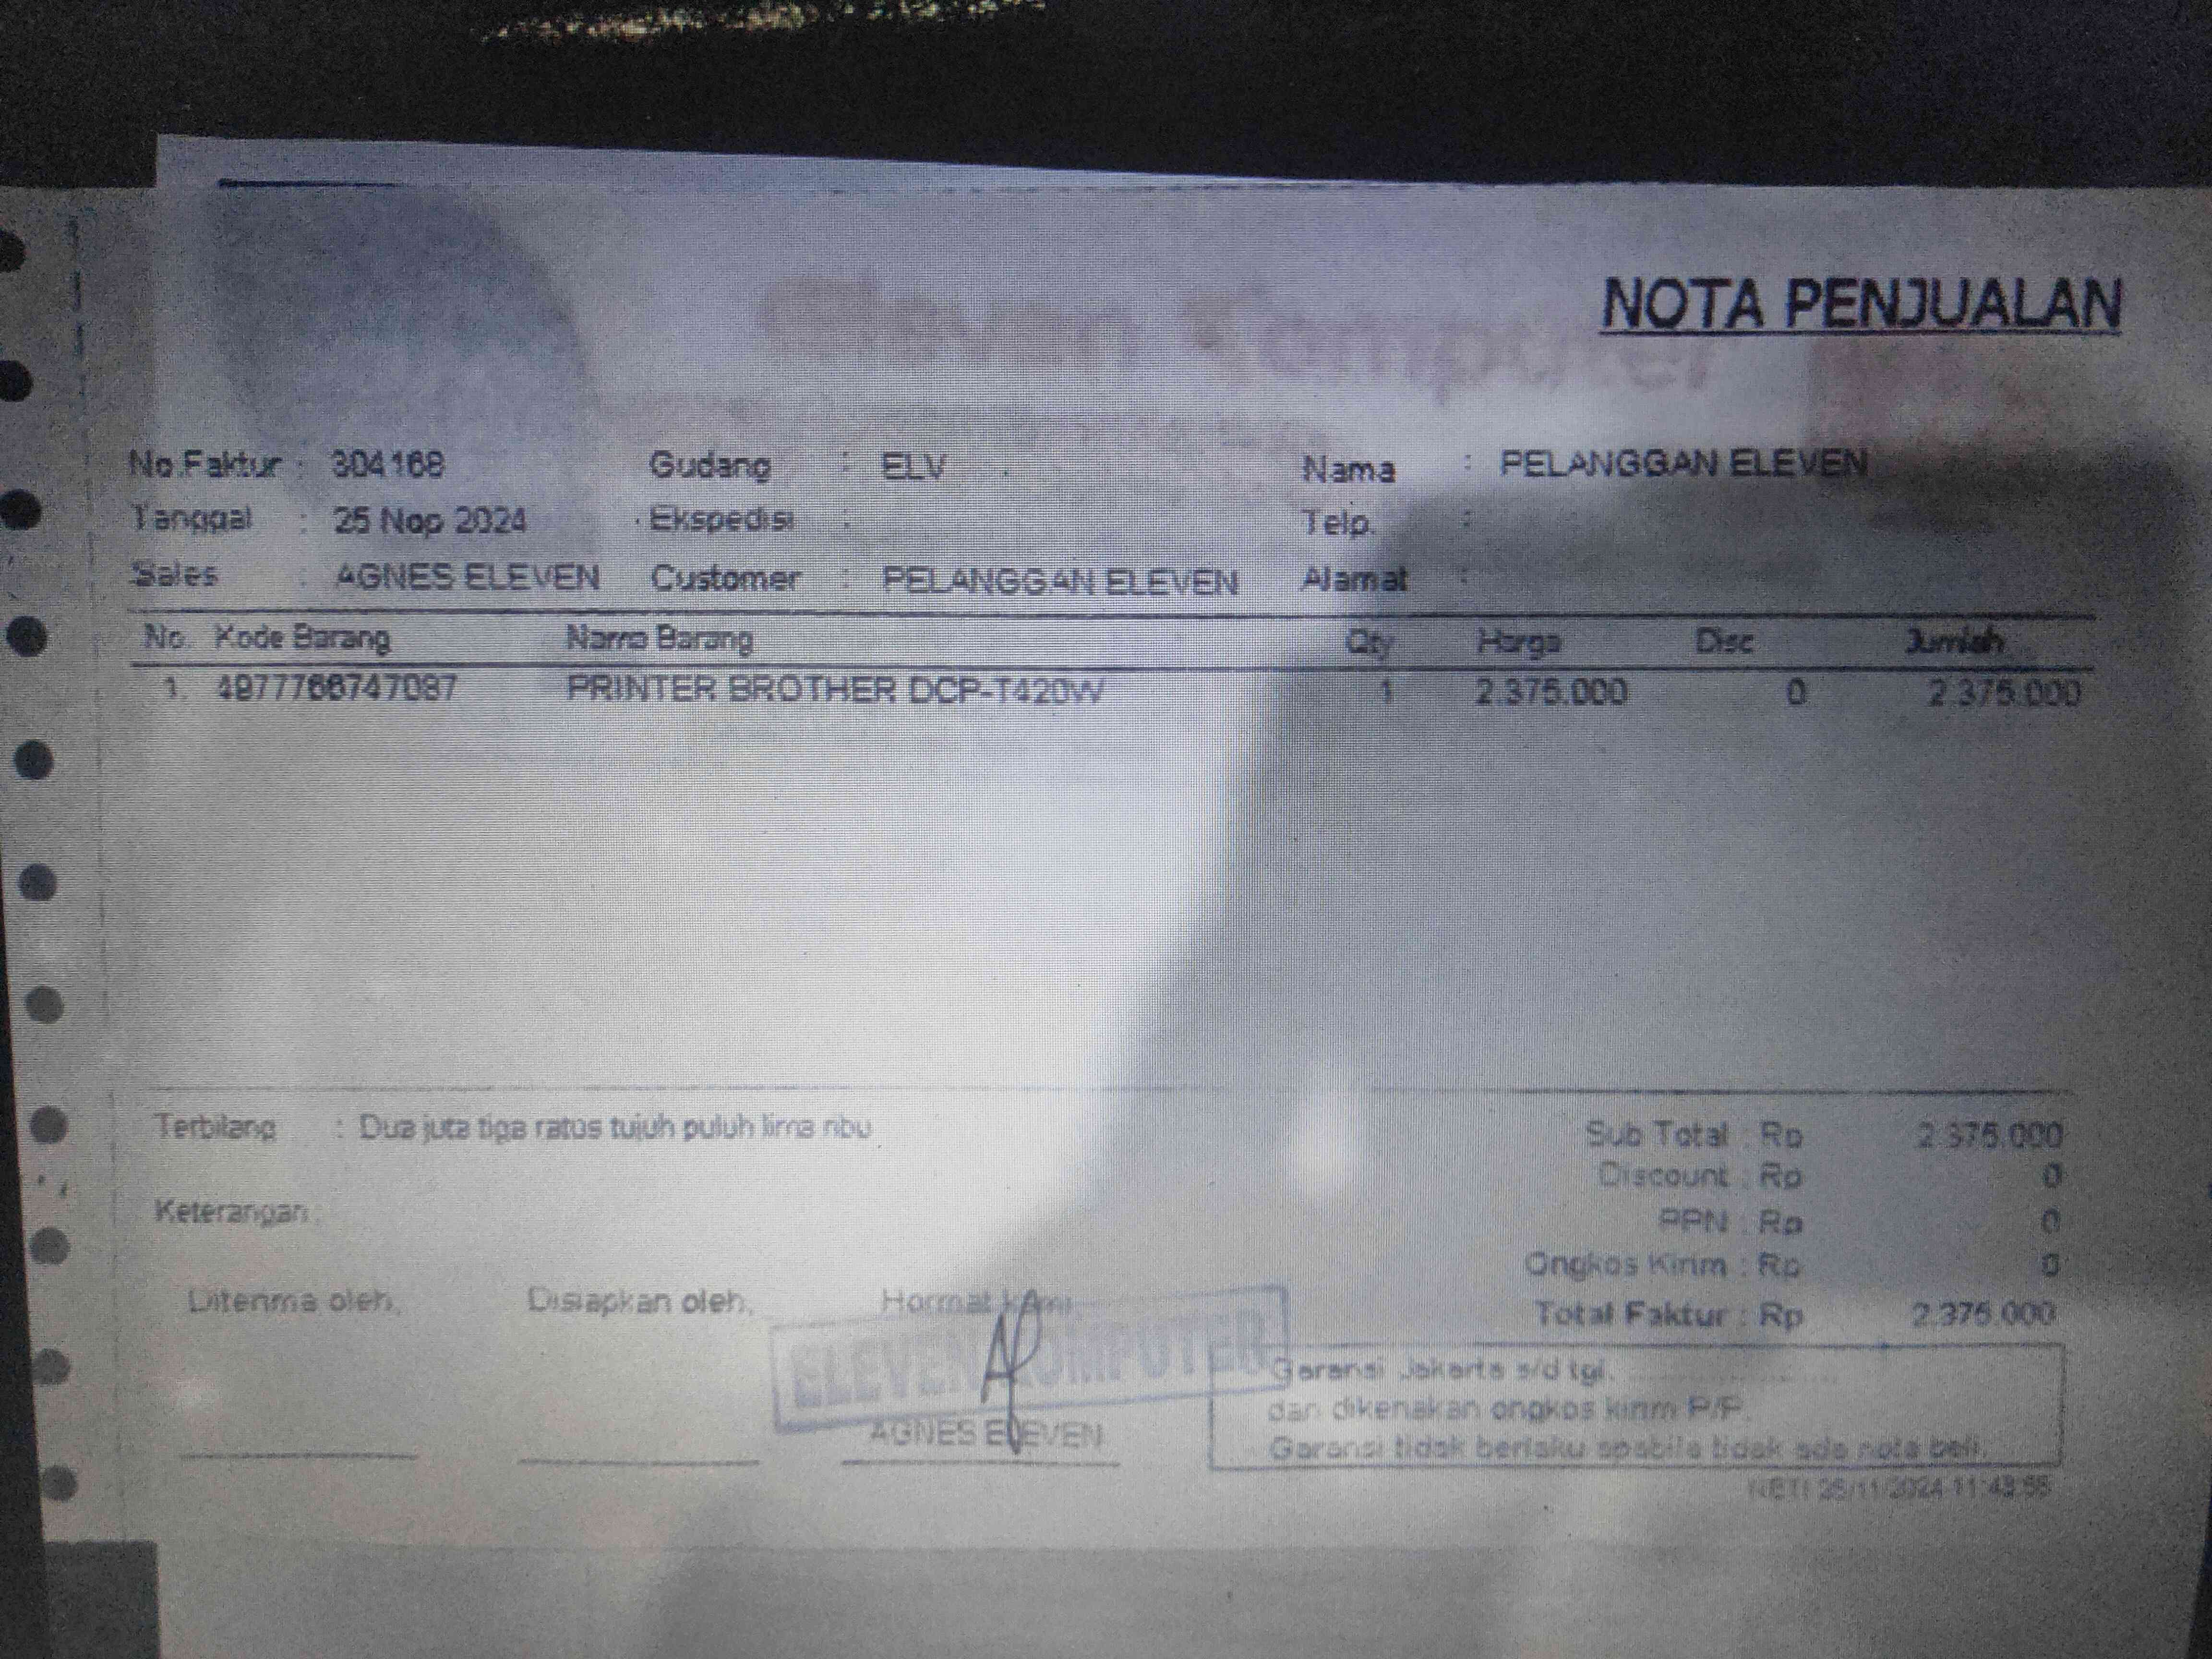 NOTA PENJUALAN
Eleven Computer
No.Faktur : 304168 Gudang : ELV Nama : PELANGGAN ELEVEN
Tanggal : 25 Nop 2024 Ekspedisi : Telp. :
Sales : AGNES ELEVEN Customer : PELANGGAN ELEVEN Alamat :
No. Kode Barang Nama Barang Qty Harga Disc Jumlah
1. 4977766747087 PRINTER BROTHER DCP-T420W 1 2.375.000 0 2.375.000
Terbilang : Dua juta tiga ratus tujuh puluh lima ribu
Sub Total : Rp 2.375.000
Discount : Rp 0
Keterangan :
PPN : Rp 0
Ongkos Kirim : Rp 0
Diterima oleh, Disiapkan oleh, Hormat kami
Total Faktur : Rp 2.375.000
ELEVEN COMPUTER
AGNES ELEVEN
Garansi Jakarta s/d tgl. ....................
dan dikenakan ongkos kirim P/P.
Garansi tidak berlaku apabila tidak ada nota beli.
11:43:55